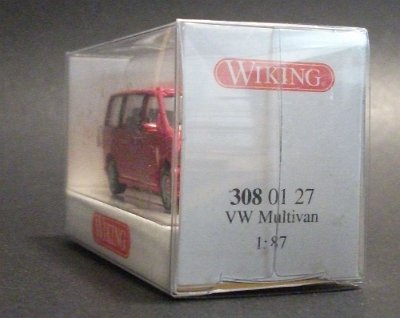 WIKING
308 01 27
VW Multivan
1:87
WIKING